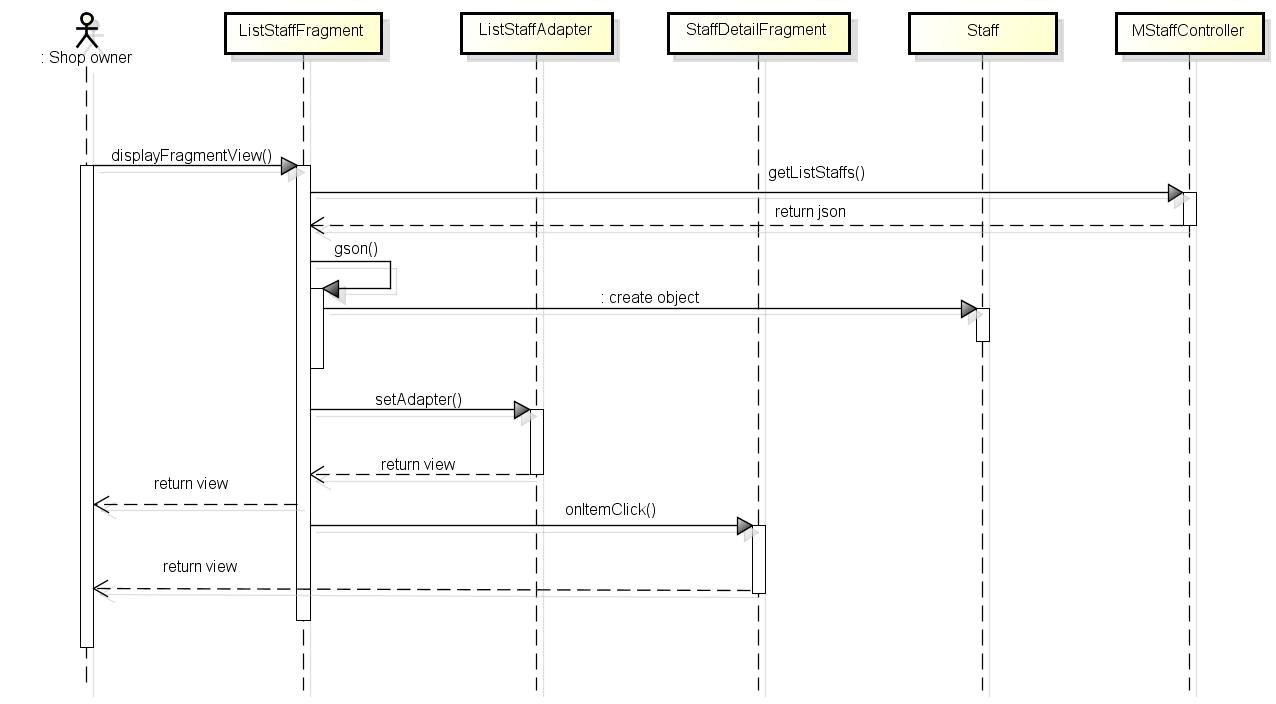 : Shop owner
ListStaffFragment
ListStaffAdapter
StaffDetailFragment
Staff
MStaffController
displayFragmentView()
getListStaffs()
return json
gson()
: create object
setAdapter()
return view
return view
onItemClick()
return view